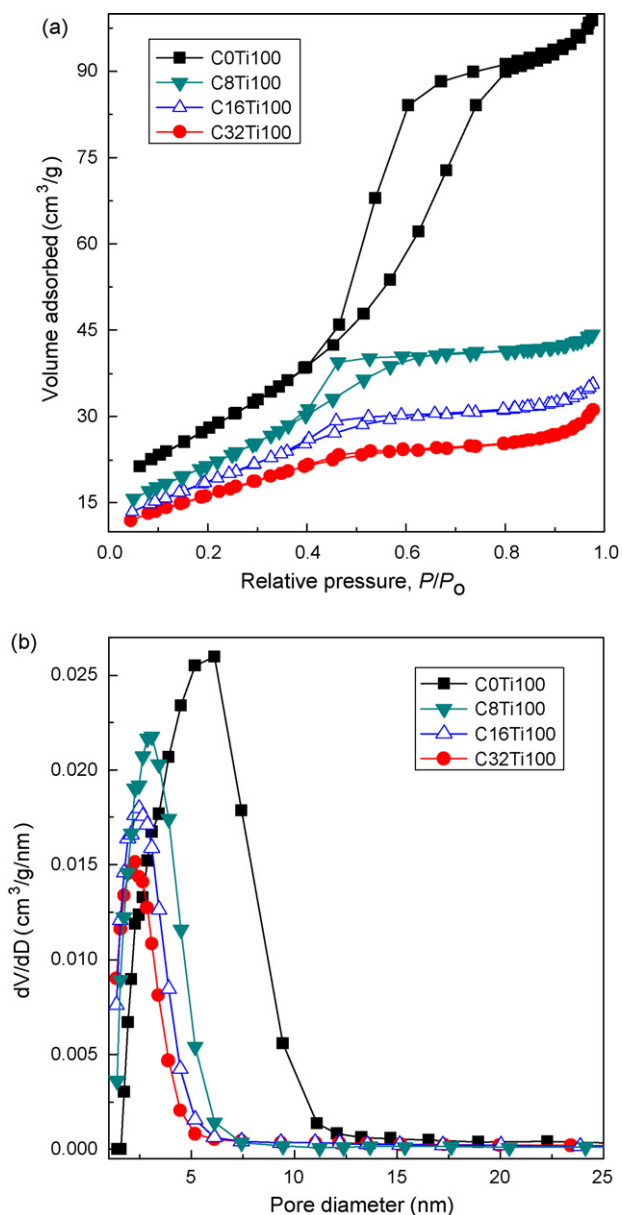 (a)
C0Ti100
C8Ti100
C16Ti100
C32Ti100
90
75
60
45
30
15
Volume adsorbed (cm³/g)
0.0 0.2 0.4 0.6 0.8 1.0
Relative pressure, P/Po
(b)
C0Ti100
C8Ti100
C16Ti100
C32Ti100
0.025
0.020
0.015
0.010
0.005
0.000
dV/dD (cm³/g/nm)
5 10 15 20 25
Pore diameter (nm)